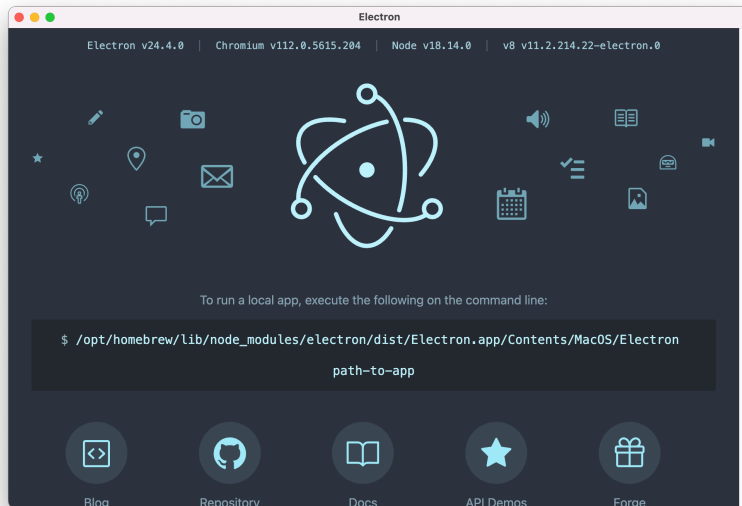 Electron
Electron v24.4.0 | Chromium v112.0.5615.204 | Node v18.14.0 | v8 v11.2.214.22-electron.0
To run a local app, execute the following on the command line:
$ /opt/homebrew/lib/node_modules/electron/dist/Electron.app/Contents/MacOS/Electron
path-to-app
Blog Repository Docs API Demos Forge